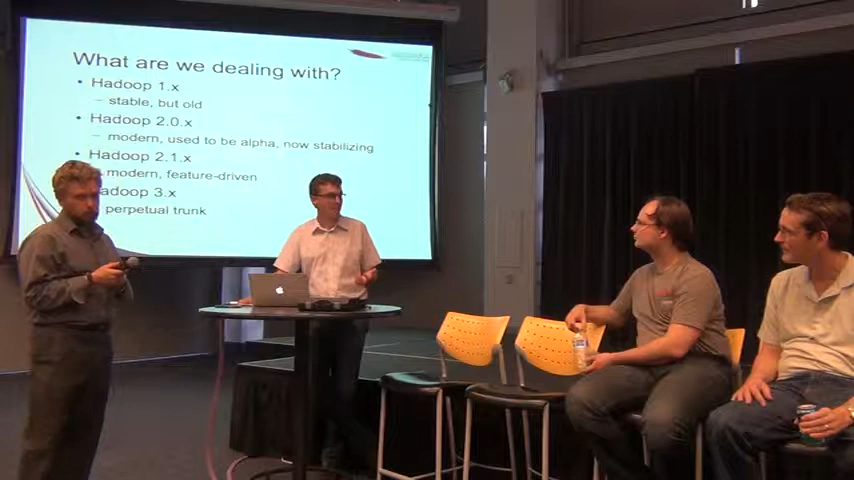 What are we dealing with?
• Hadoop 1.x
– stable, but old
• Hadoop 2.0.x
– modern, used to be alpha, now stabilizing
• Hadoop 2.1.x
modern, feature-driven
adoop 3.x
perpetual trunk